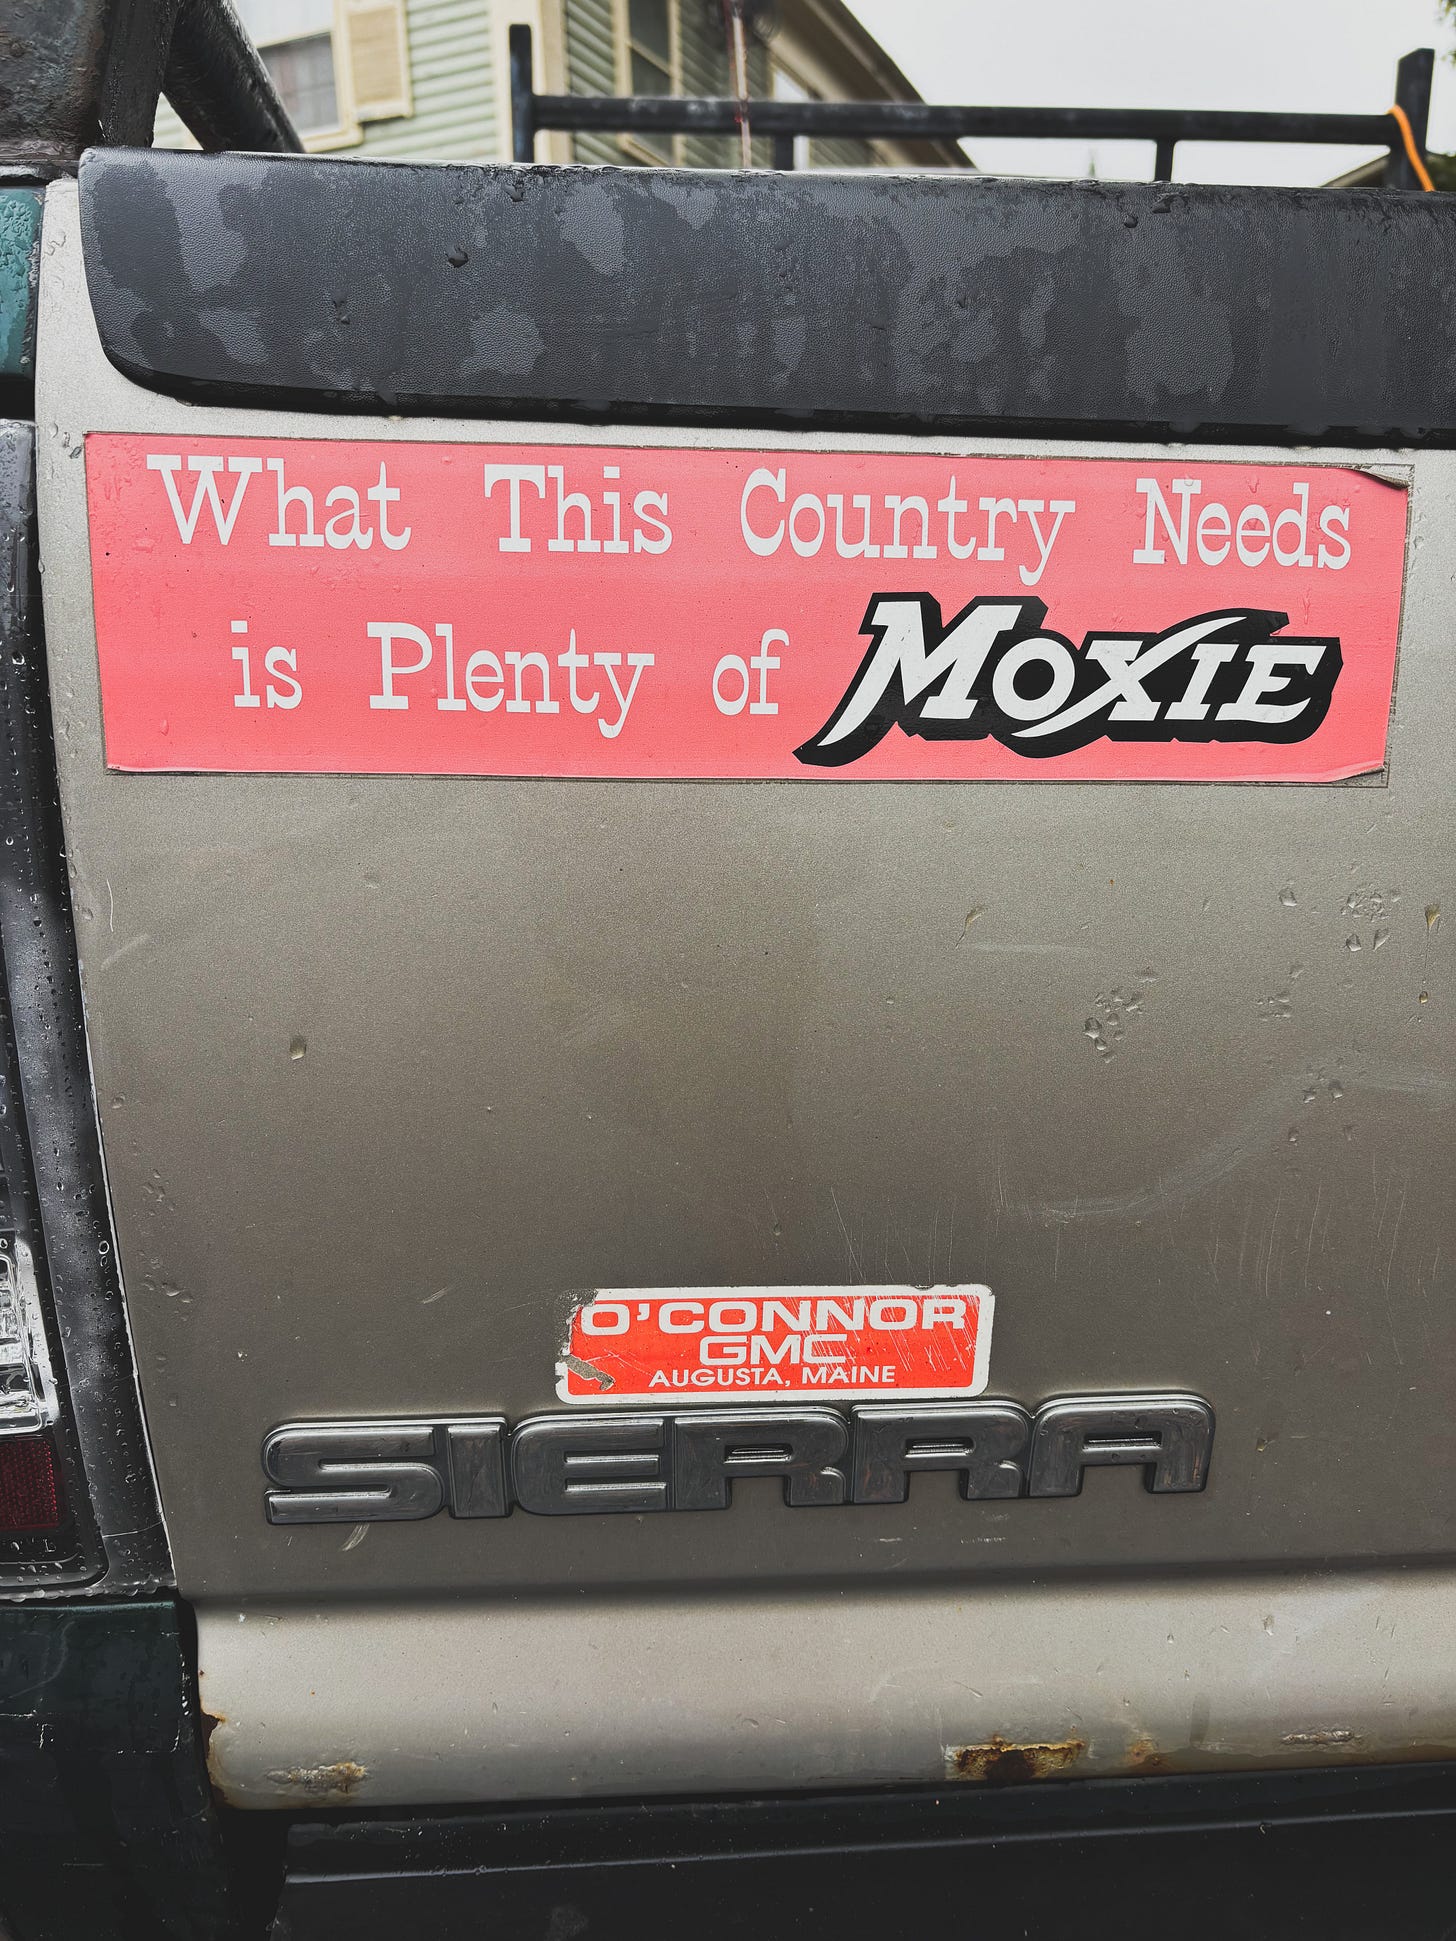 What This Country Needs
is Plenty of MOXIE
O'CONNOR
GMC
AUGUSTA, MAINE
SIERRA